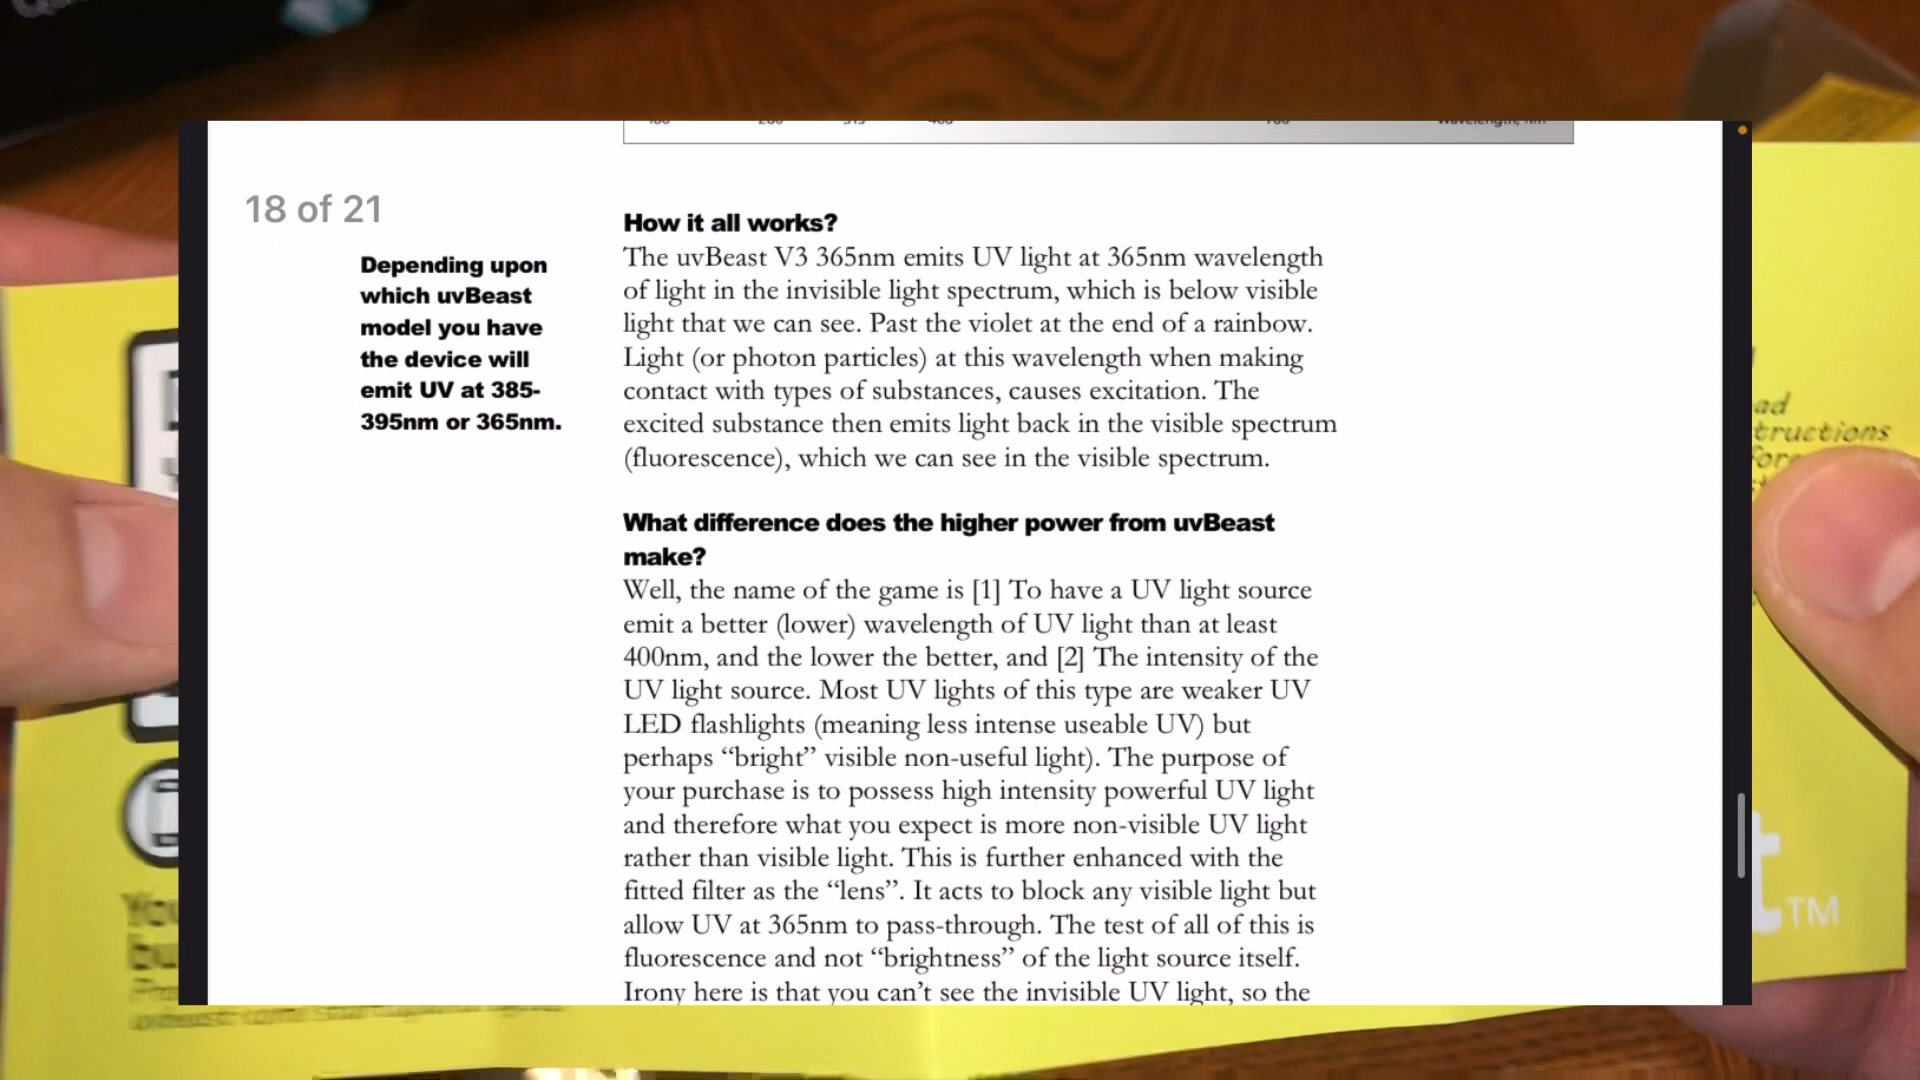 18 of 21
Depending upon
which uvBeast
model you have
the device will
emit UV at 385-
395nm or 365nm.
How it all works?
The uvBeast V3 365nm emits UV light at 365nm wavelength
of light in the invisible light spectrum, which is below visible
light that we can see. Past the violet at the end of a rainbow.
Light (or photon particles) at this wavelength when making
contact with types of substances, causes excitation. The
excited substance then emits light back in the visible spectrum
(fluorescence), which we can see in the visible spectrum.
What difference does the higher power from uvBeast
make?
Well, the name of the game is [1] To have a UV light source
emit a better (lower) wavelength of UV light than at least
400nm, and the lower the better, and [2] The intensity of the
UV light source. Most UV lights of this type are weaker UV
LED flashlights (meaning less intense useable UV) but
perhaps “bright” visible non-useful light). The purpose of
your purchase is to possess high intensity powerful UV light
and therefore what you expect is more non-visible UV light
rather than visible light. This is further enhanced with the
fitted filter as the “lens”. It acts to block any visible light but
allow UV at 365nm to pass-through. The test of all of this is
fluorescence and not “brightness” of the light source itself.
Irony here is that you can’t see the invisible UV light, so the
TM